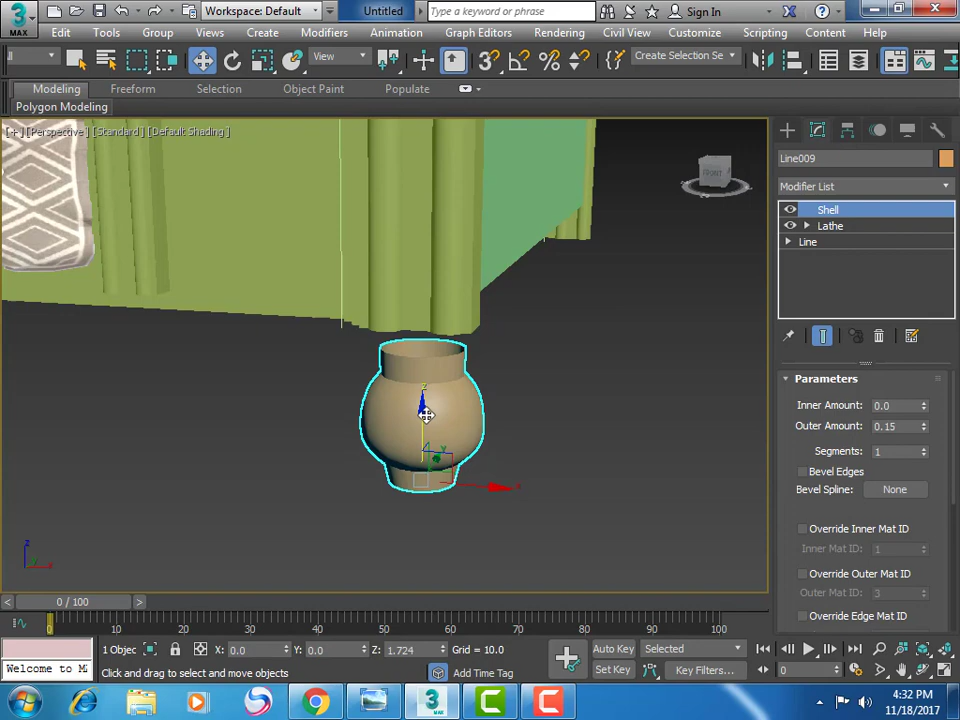 3
MAX
Workspace: Default
Untitled
Type a keyword or phrase
Sign In
Edit
Tools
Group
Views
Create
Modifiers
Animation
Graph Editors
Rendering
Civil View
Customize
Scripting
Content
Help
View
Create Selection Se
Modeling
Freeform
Selection
Object Paint
Populate
Polygon Modeling
[+] [Perspective] [Standard] [Default Shading]
FRONT
Line009
Modifier List
Shell
Lathe
Line
Parameters
Inner Amount: 0.0
Outer Amount: 0.15
Segments: 1
Bevel Edges
Bevel Spline: None
Override Inner Mat ID
Inner Mat ID: 1
Override Outer Mat ID
Outer Mat ID: 3
Override Edge Mat ID
z
y
x
z
y
x
< 0 / 100 >
0 10 20 30 40 50 60 70 80 90 100
1 Objec
X: 0.0
Y: 0.0
Z: 1.724
Grid = 10.0
Auto Key
Selected
Welcome to M
Click and drag to select and move objects
Add Time Tag
Set Key
Key Filters...
0
4:32 PM
11/18/2017